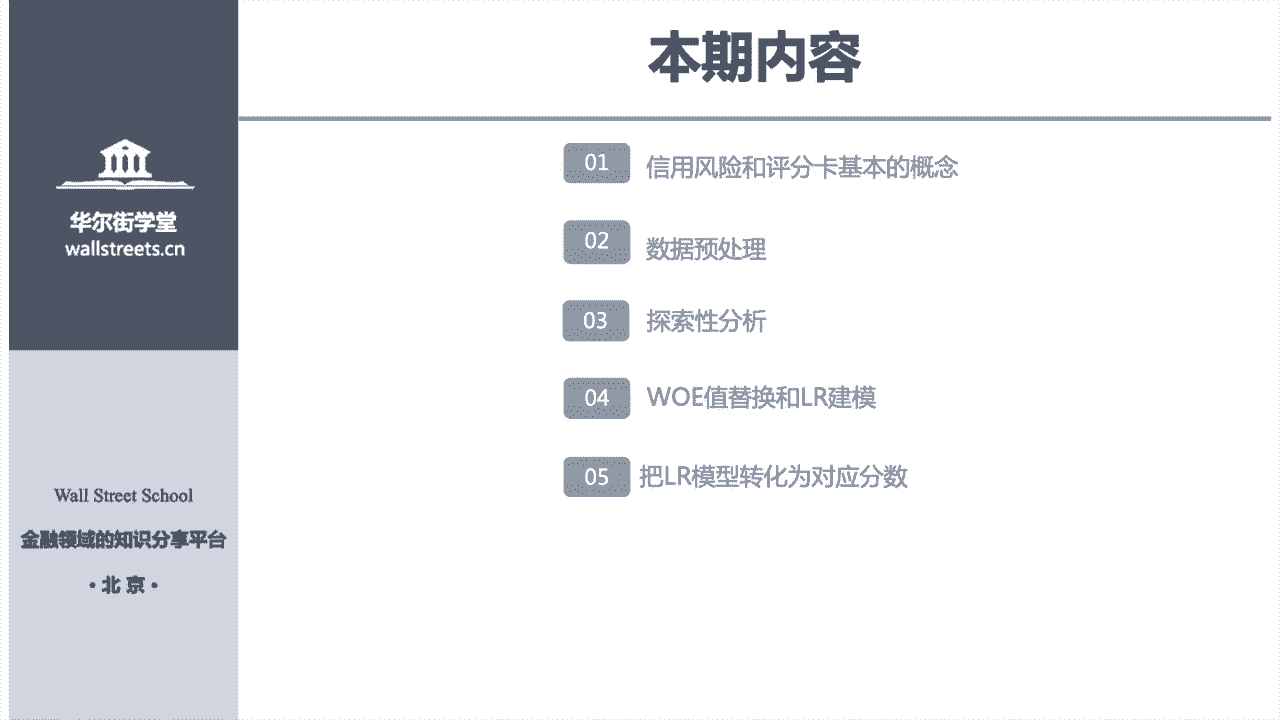 本期内容
华尔街学堂
wallstreets.cn
Wall Street School
金融领域的知识分享平台
·北 京·
01 信用风险和评分卡基本的概念
02 数据预处理
03 探索性分析
04 WOE值替换和LR建模
05 把LR模型转化为对应分数